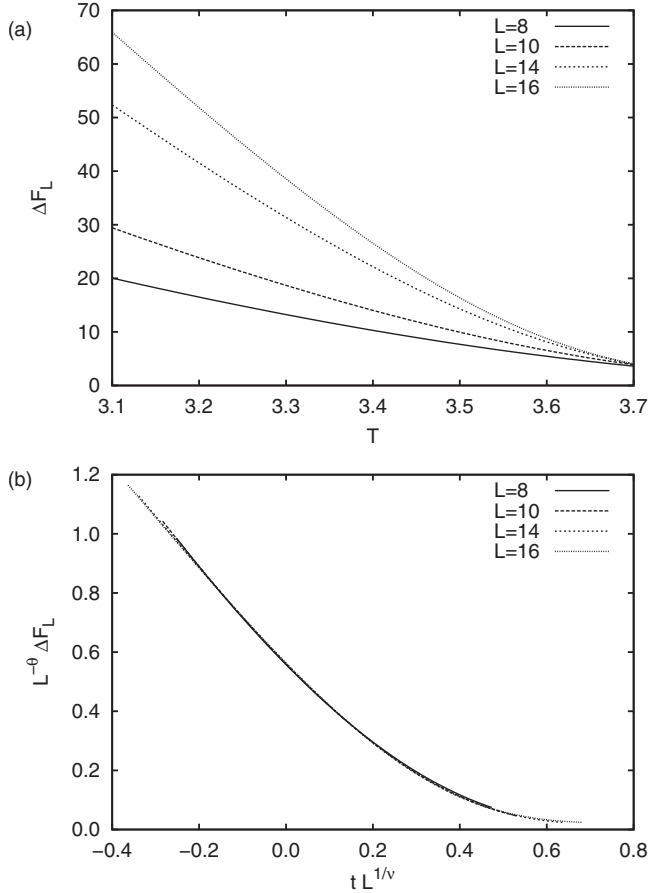 (a)
70
60
50
40
30
20
10
0
ΔF_L
L=8
L=10
L=14
L=16
3.1 3.2 3.3 3.4 3.5 3.6 3.7
T
(b)
1.2
1.0
0.8
0.6
0.4
0.2
0.0
L^{−θ} ΔF_L
L=8
L=10
L=14
L=16
−0.4 −0.2 0.0 0.2 0.4 0.6 0.8
t L^{1/ν}